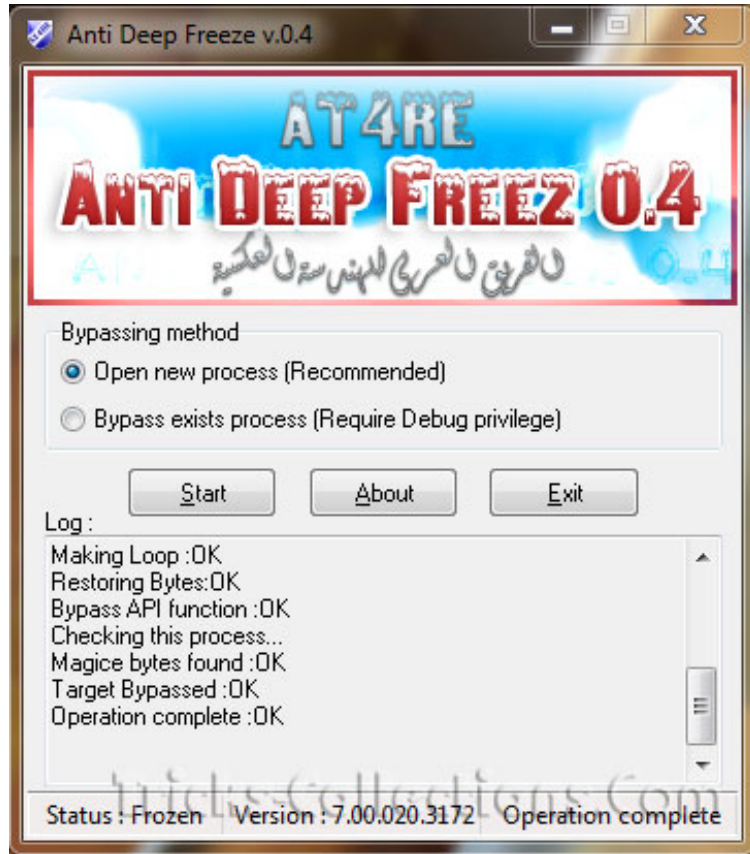 Anti Deep Freeze v.0.4
AT4RE
ANTI DEEP FREEZ 0.4
الفريق العربي للهندسة العكسية
Bypassing method
Open new process (Recommended)
Bypass exists process (Require Debug privilege)
Start About Exit
Log :
Making Loop :OK
Restoring Bytes:OK
Bypass API function :OK
Checking this process...
Magice bytes found :OK
Target Bypassed :OK
Operation complete :OK
Tricks-Collections.Com
Status : Frozen Version : 7.00.020.3172 Operation complete